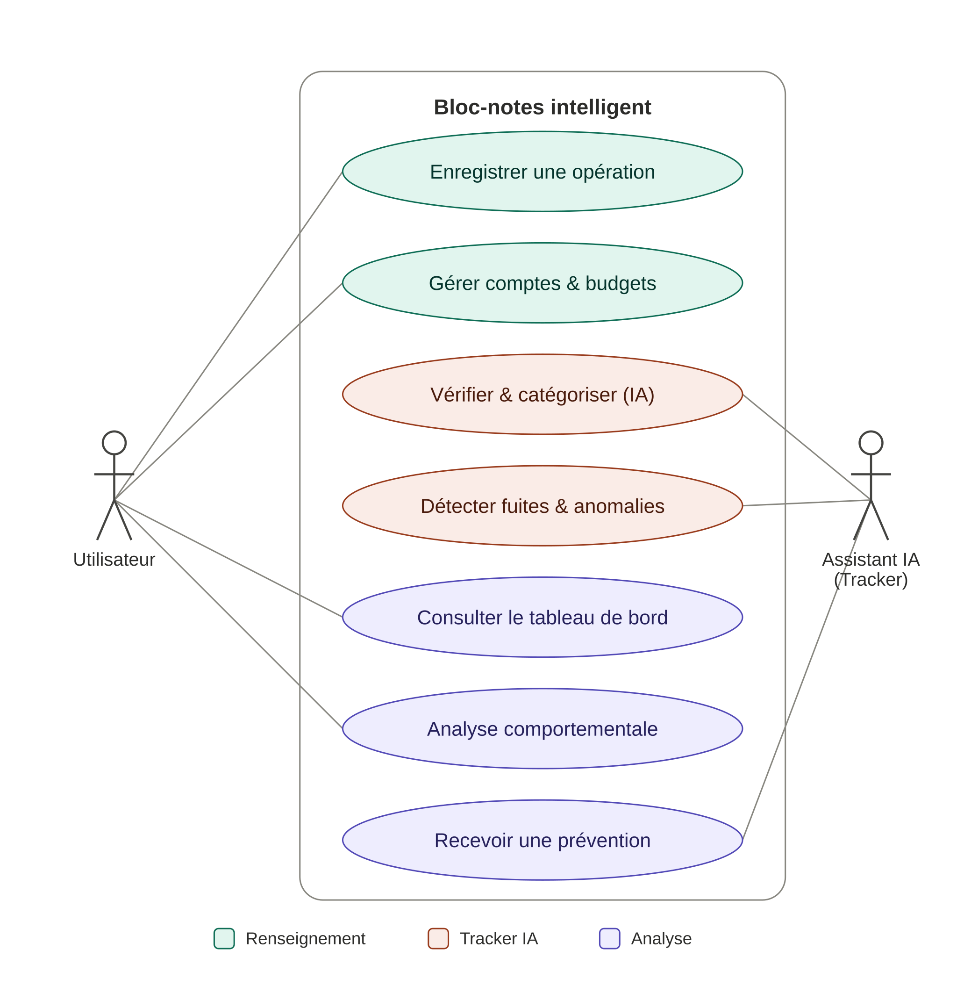 Bloc-notes intelligent
Enregistrer une opération
Gérer comptes & budgets
Vérifier & catégoriser (IA)
Détecter fuites & anomalies
Utilisateur
Assistant IA
(Tracker)
Consulter le tableau de bord
Analyse comportementale
Recevoir une prévention
Renseignement
Tracker IA
Analyse